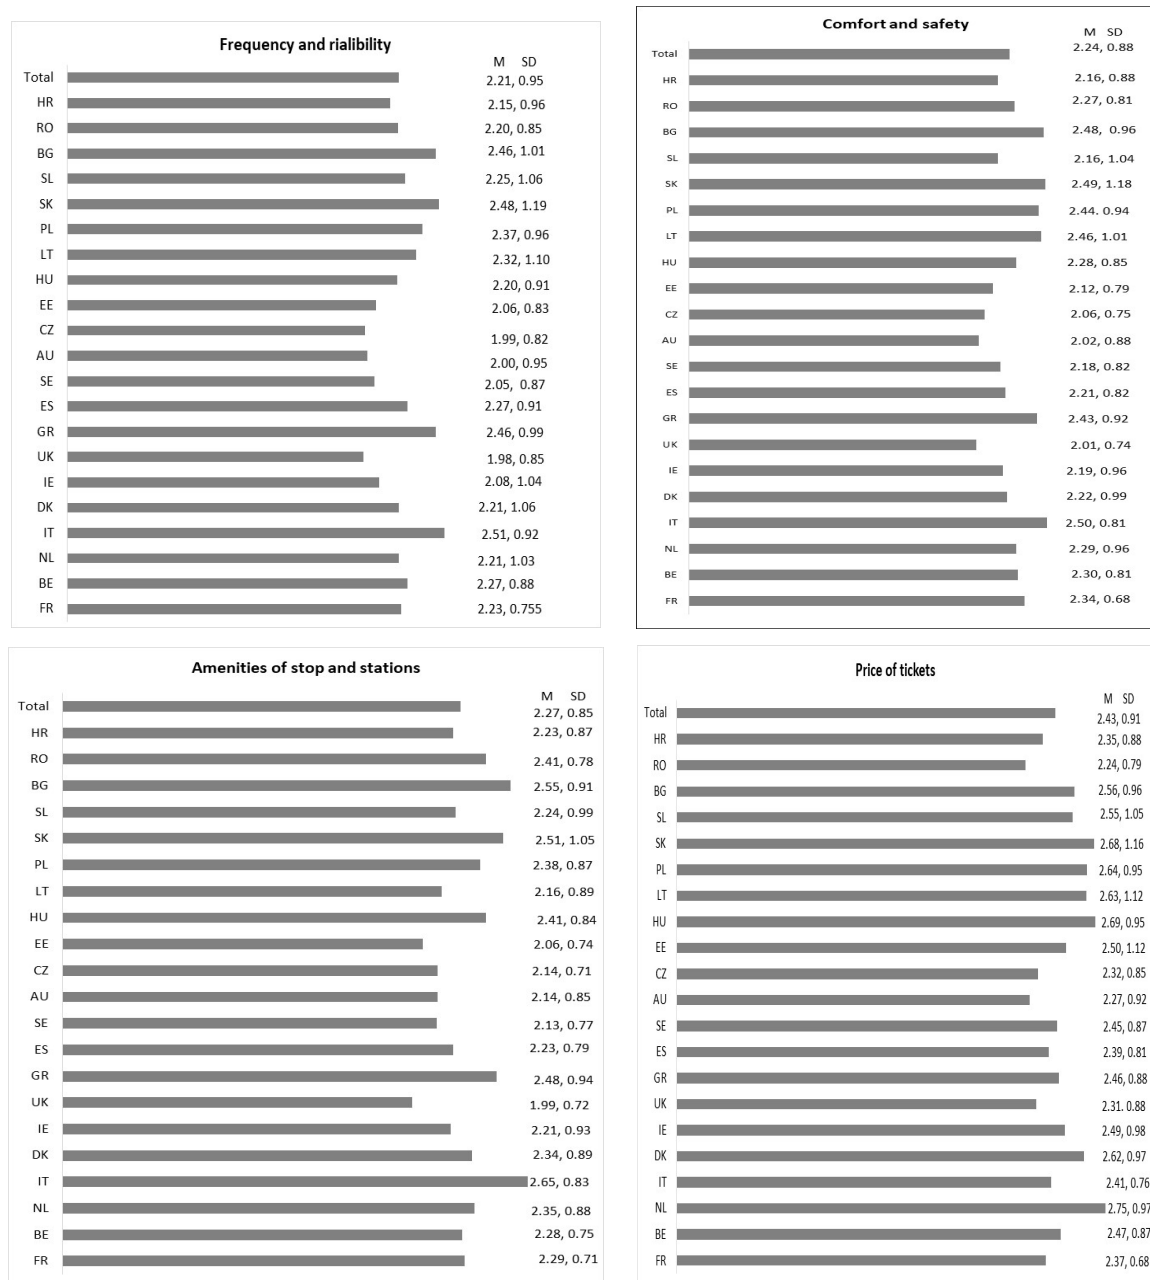 Frequency and rialibility
M SD
Total 2.21, 0.95
HR 2.15, 0.96
RO 2.20, 0.85
BG 2.46, 1.01
SL 2.25, 1.06
SK 2.48, 1.19
PL 2.37, 0.96
LT 2.32, 1.10
HU 2.20, 0.91
EE 2.06, 0.83
CZ 1.99, 0.82
AU 2.00, 0.95
SE 2.05, 0.87
ES 2.27, 0.91
GR 2.46, 0.99
UK 1.98, 0.85
IE 2.08, 1.04
DK 2.21, 1.06
IT 2.51, 0.92
NL 2.21, 1.03
BE 2.27, 0.88
FR 2.23, 0.755
Comfort and safety
M SD
Total 2.24, 0.88
HR 2.16, 0.88
RO 2.27, 0.81
BG 2.48, 0.96
SL 2.16, 1.04
SK 2.49, 1.18
PL 2.44. 0.94
LT 2.46, 1.01
HU 2.28, 0.85
EE 2.12, 0.79
CZ 2.06, 0.75
AU 2.02, 0.88
SE 2.18, 0.82
ES 2.21, 0.82
GR 2.43, 0.92
UK 2.01, 0.74
IE 2.19, 0.96
DK 2.22, 0.99
IT 2.50, 0.81
NL 2.29, 0.96
BE 2.30, 0.81
FR 2.34, 0.68
Amenities of stop and stations
M SD
Total 2.27, 0.85
HR 2.23, 0.87
RO 2.41, 0.78
BG 2.55, 0.91
SL 2.24, 0.99
SK 2.51, 1.05
PL 2.38, 0.87
LT 2.16, 0.89
HU 2.41, 0.84
EE 2.06, 0.74
CZ 2.14, 0.71
AU 2.14, 0.85
SE 2.13, 0.77
ES 2.23, 0.79
GR 2.48, 0.94
UK 1.99, 0.72
IE 2.21, 0.93
DK 2.34, 0.89
IT 2.65, 0.83
NL 2.35, 0.88
BE 2.28, 0.75
FR 2.29, 0.71
Price of tickets
M SD
Total 2.43, 0.91
HR 2.35, 0.88
RO 2.24, 0.79
BG 2.56, 0.96
SL 2.55, 1.05
SK 2.68, 1.16
PL 2.64, 0.95
LT 2.63, 1.12
HU 2.69, 0.95
EE 2.50, 1.12
CZ 2.32, 0.85
AU 2.27, 0.92
SE 2.45, 0.87
ES 2.39, 0.81
GR 2.46, 0.88
UK 2.31. 0.88
IE 2.49, 0.98
DK 2.62, 0.97
IT 2.41, 0.76
NL 2.75, 0.97
BE 2.47, 0.87
FR 2.37, 0.68